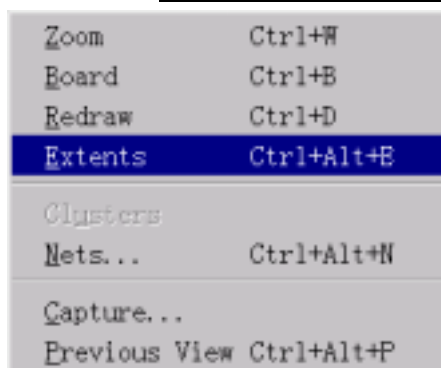 Zoom Ctrl+W
Board Ctrl+B
Redraw Ctrl+D
Extents Ctrl+Alt+E
Clusters
Nets... Ctrl+Alt+N
Capture...
Previous View Ctrl+Alt+P